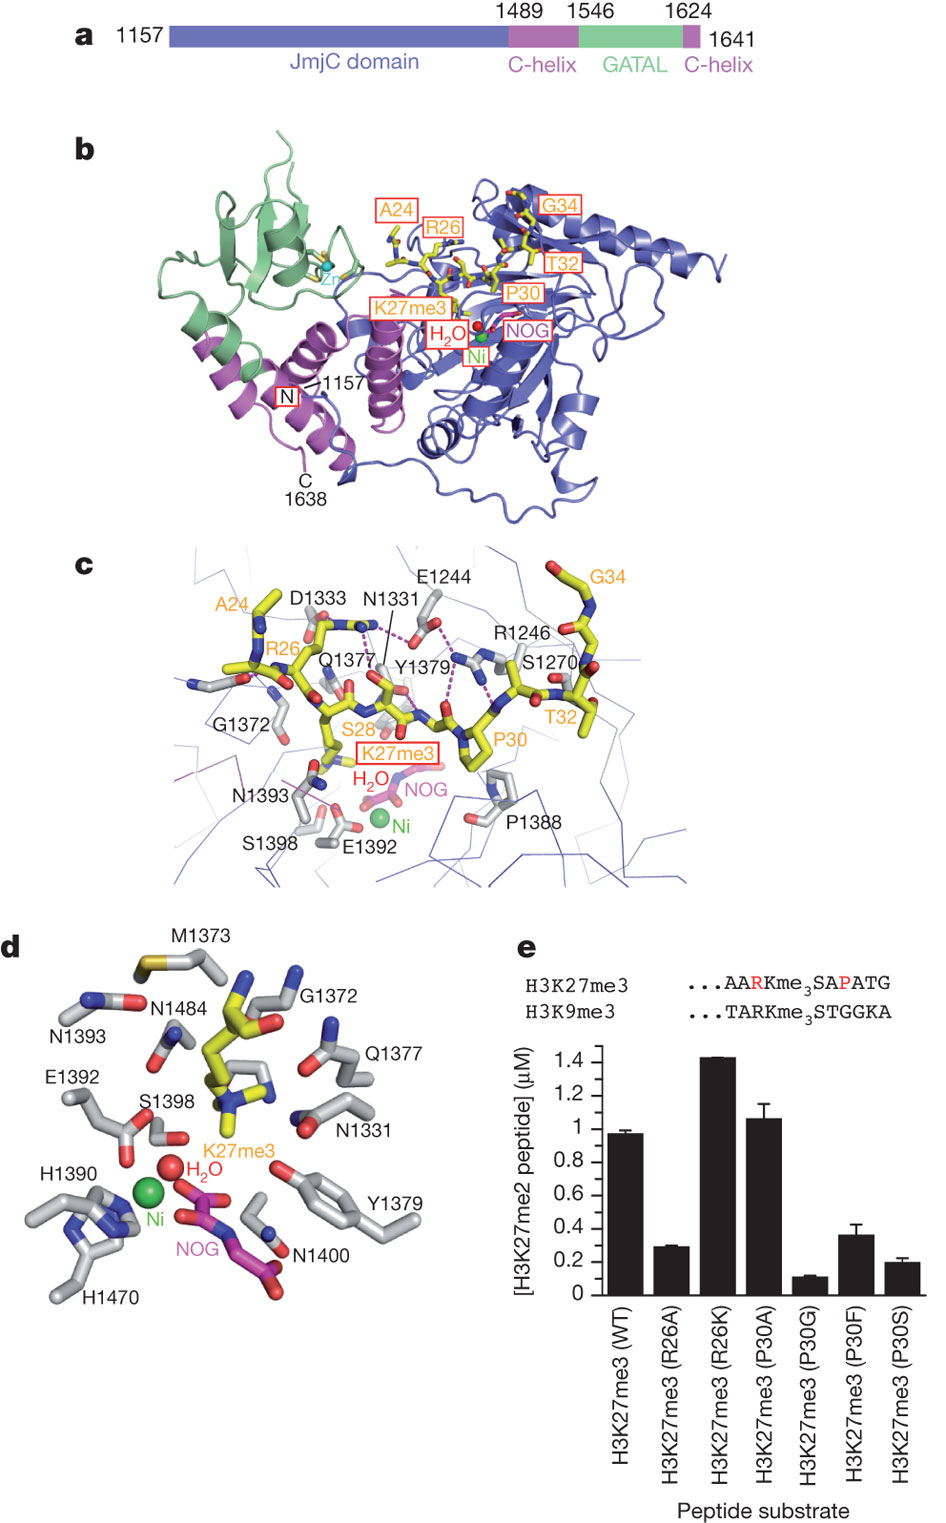 a
1157
1489
1546
1624
1641
JmjC domain
C-helix
GATAL
C-helix
b
A24
R26
G34
T32
Zn
P30
K27me3
H2O
NOG
Ni
N
1157
C
1638
c
E1244
G34
A24
D1333
N1331
R26
R1246
Q1377
Y1379
S1270
G1372
S28
T32
P30
K27me3
H2O
NOG
N1393
Ni
P1388
S1398
E1392
d
M1373
G1372
N1484
N1393
Q1377
E1392
S1398
N1331
K27me3
H2O
H1390
Y1379
Ni
NOG
N1400
H1470
e
H3K27me3 ...AARKme3SAPATG
H3K9me3 ...TARKme3STGGKA
[H3K27me2 peptide] (µM)
1.4
1.2
1
0.8
0.6
0.4
0.2
0
H3K27me3 (WT)
H3K27me3 (R26A)
H3K27me3 (R26K)
H3K27me3 (P30A)
H3K27me3 (P30G)
H3K27me3 (P30F)
H3K27me3 (P30S)
Peptide substrate